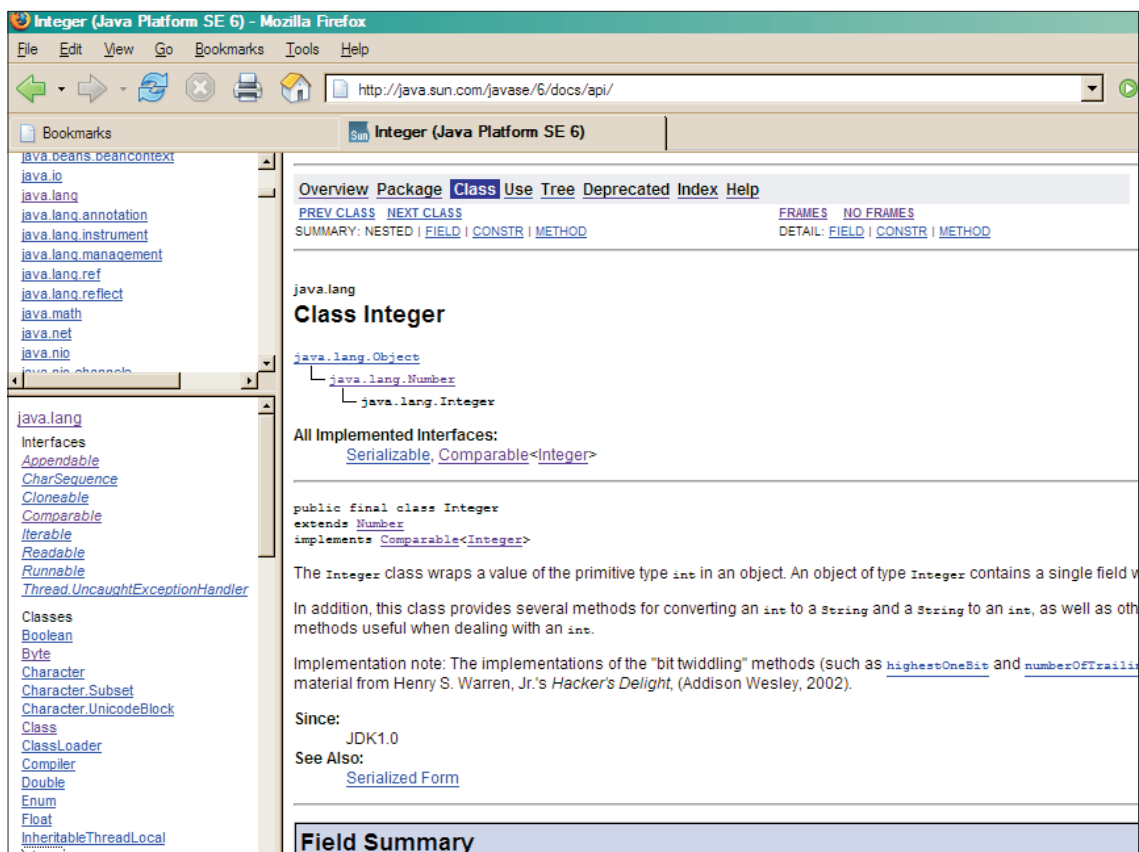 Integer (Java Platform SE 6) - Mozilla Firefox
File Edit View Go Bookmarks Tools Help
http://java.sun.com/javase/6/docs/api/
Bookmarks
Sun Integer (Java Platform SE 6)
java.beans.beancontext
java.io
java.lang
java.lang.annotation
java.lang.instrument
java.lang.management
java.lang.ref
java.lang.reflect
java.math
java.net
java.nio
java.nio.channels
java.lang
Interfaces
Appendable
CharSequence
Cloneable
Comparable
Iterable
Readable
Runnable
Thread.UncaughtExceptionHandler
Classes
Boolean
Byte
Character
Character.Subset
Character.UnicodeBlock
Class
ClassLoader
Compiler
Double
Enum
Float
InheritableThreadLocal
Overview Package Class Use Tree Deprecated Index Help
PREV CLASS NEXT CLASS
FRAMES NO FRAMES
SUMMARY: NESTED | FIELD | CONSTR | METHOD
DETAIL: FIELD | CONSTR | METHOD
java.lang
Class Integer
java.lang.Object
java.lang.Number
java.lang.Integer
All Implemented Interfaces:
Serializable, Comparable<Integer>
public final class Integer
extends Number
implements Comparable<Integer>
The Integer class wraps a value of the primitive type int in an object. An object of type Integer contains a single field w
In addition, this class provides several methods for converting an int to a String and a String to an int, as well as oth
methods useful when dealing with an int.
Implementation note: The implementations of the "bit twiddling" methods (such as highestOneBit and numberOfTrailin
material from Henry S. Warren, Jr.'s Hacker's Delight, (Addison Wesley, 2002).
Since:
JDK1.0
See Also:
Serialized Form
Field Summary